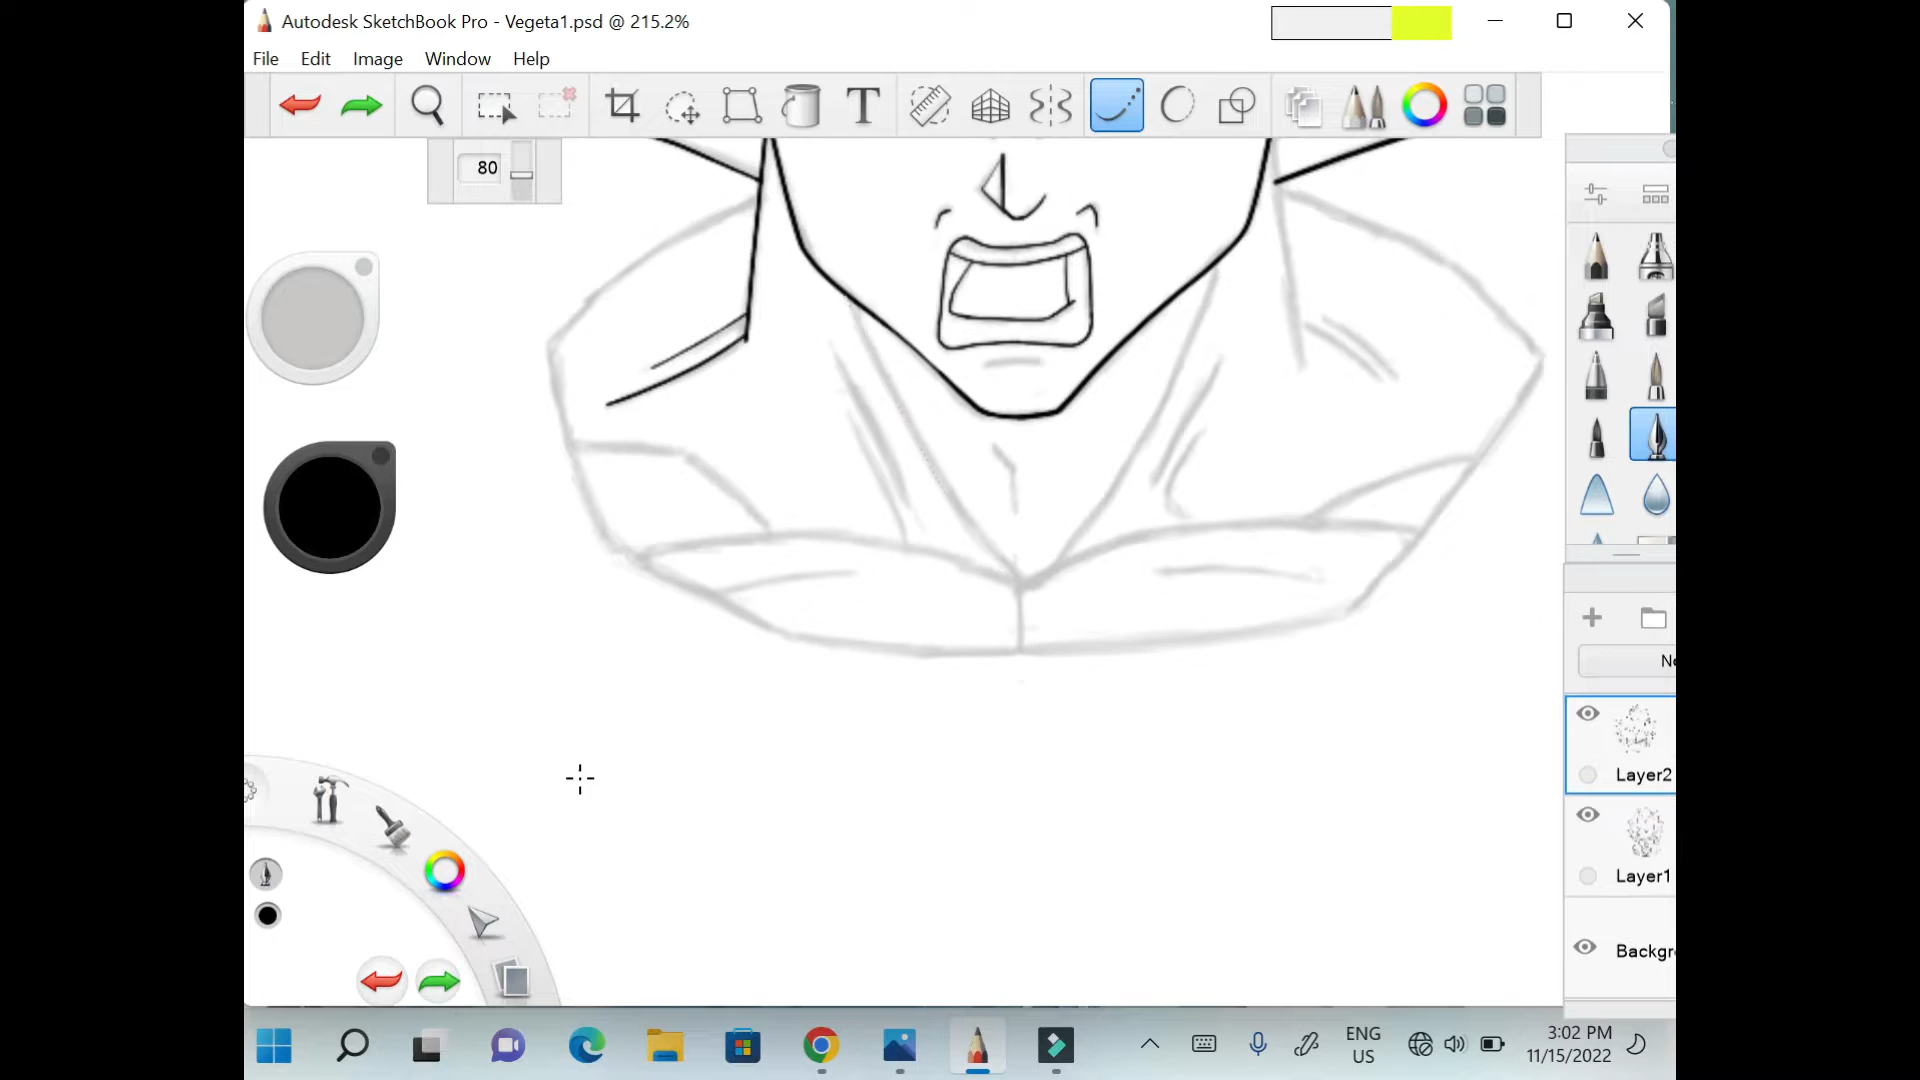 Autodesk SketchBook Pro - Vegeta1.psd @ 215.2%
File Edit Image Window Help
T
80
Layer2
Layer1
Backgr
ENG
US
3:02 PM
11/15/2022